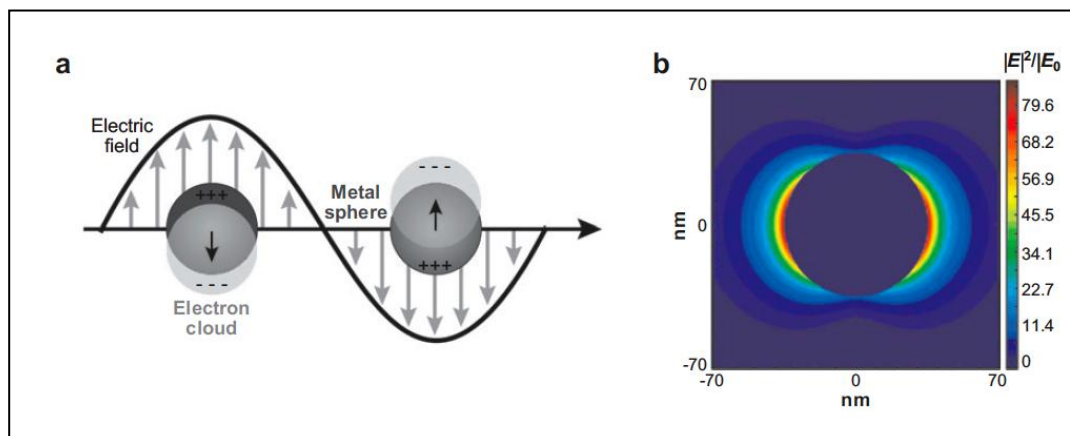 a
Electric
field
+++
- - -
Electron
cloud
Metal
sphere
- - -
+++
b
|E|²/|E₀
70
0
-70
nm
-70
0
70
nm
79.6
68.2
56.9
45.5
34.1
22.7
11.4
0